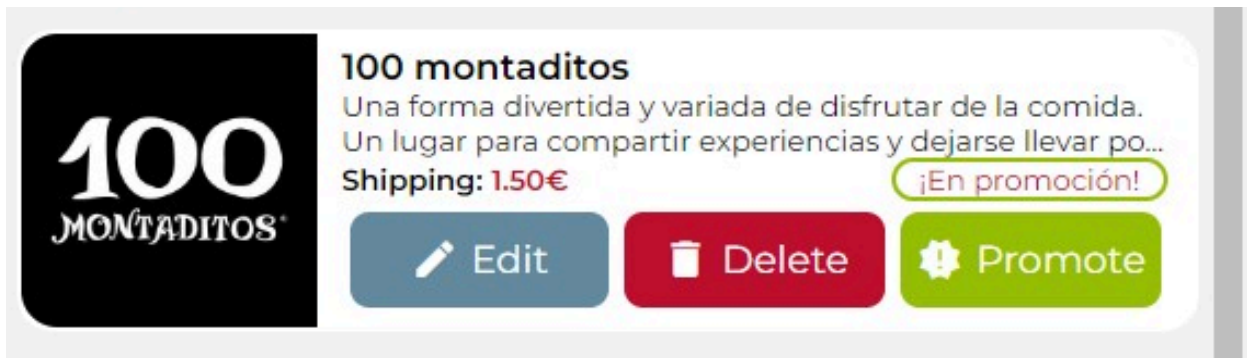 100
MONTADITOS®
100 montaditos
Una forma divertida y variada de disfrutar de la comida.
Un lugar para compartir experiencias y dejarse llevar po...
Shipping: 1.50€
¡En promoción!
Edit
Delete
Promote